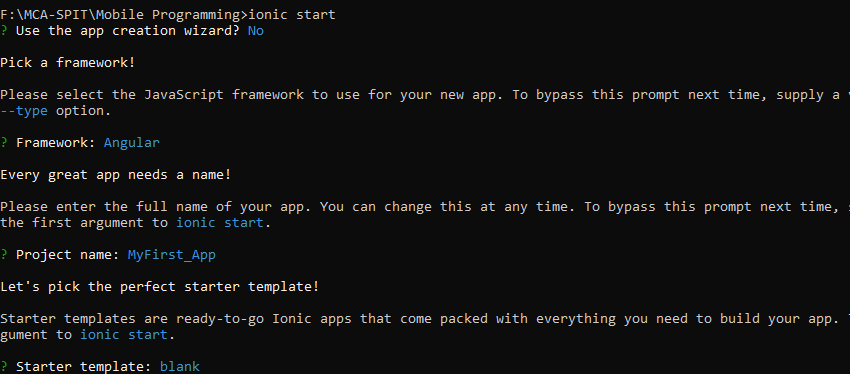 F:\MCA-SPIT\Mobile Programming>ionic start
? Use the app creation wizard? No
Pick a framework!
Please select the JavaScript framework to use for your new app. To bypass this prompt next time, supply a
--type option.
? Framework: Angular
Every great app needs a name!
Please enter the full name of your app. You can change this at any time. To bypass this prompt next time,
the first argument to ionic start.
? Project name: MyFirst_App
Let's pick the perfect starter template!
Starter templates are ready-to-go Ionic apps that come packed with everything you need to build your app.
gument to ionic start.
? Starter template: blank